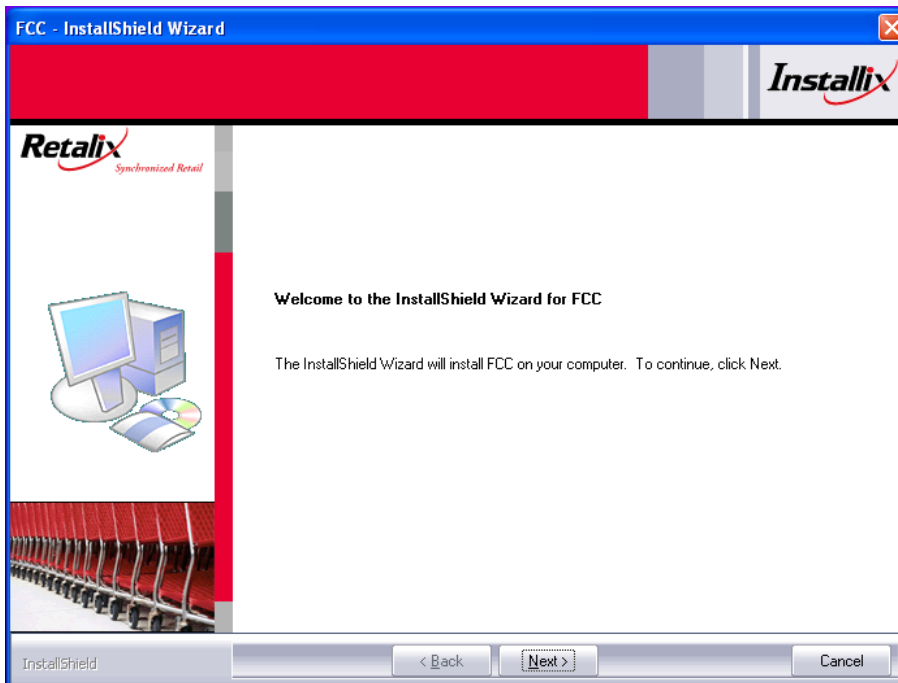 FCC - InstallShield Wizard
Installix
Retalix
Synchronized Retail
Welcome to the InstallShield Wizard for FCC
The InstallShield Wizard will install FCC on your computer. To continue, click Next.
InstallShield
< Back
Next >
Cancel